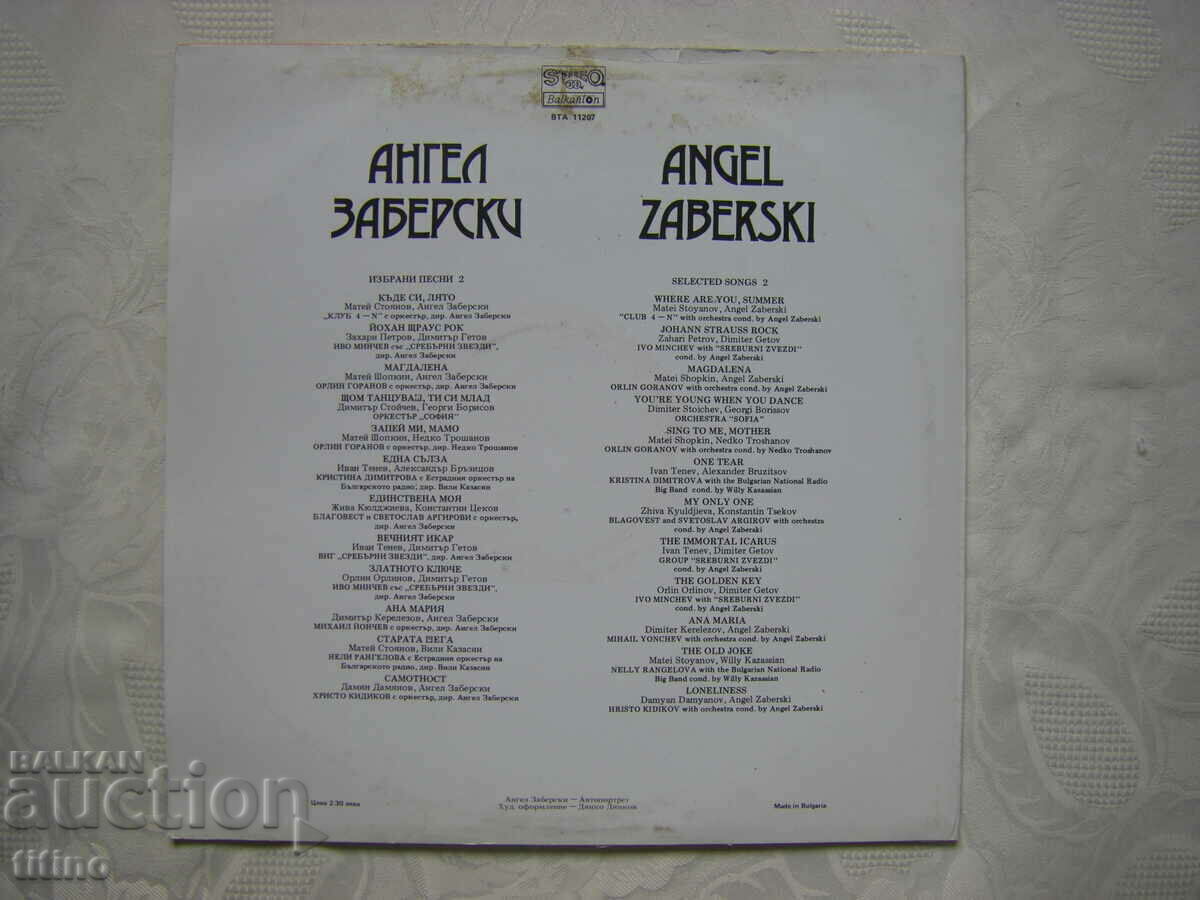 STEREO
33
Balkanton
ВТА 11207
АНГЕЛ
ЗАБЕРСКИ
ИЗБРАНИ ПЕСНИ 2
КЪДЕ СИ, ЛЯТО
Матей Стоянов, Ангел Заберски
„КЛУБ 4 — N" с оркестър, дир. Ангел Заберски
ЙОХАН ЩРАУС РОК
Захари Петров, Димитър Гетов
ИВО МИНЧЕВ със „СРЕБЪРНИ ЗВЕЗДИ",
дир. Ангел Заберски
МАГДАЛЕНА
Матей Шопкин, Ангел Заберски
ОРЛИН ГОРАНОВ с оркестър, дир. Ангел Заберски
ЩОМ ТАНЦУВАШ, ТИ СИ МЛАД
Димитър Стойчев, Георги Борисов
ОРКЕСТЪР „СОФИЯ"
ЗАПЕЙ МИ, МАМО
Матей Шопкин, Недко Трошанов
ОРЛИН ГОРАНОВ с оркестър, дир. Недко Трошанов
ЕДНА СЪЛЗА
Иван Тенев, Александър Бръзицов
КРИСТИНА ДИМИТРОВА с Естрадния оркестър на
Българското радио, дир. Вили Казасян
ЕДИНСТВЕНА МОЯ
Жива Кюлджиева, Константин Цеков
БЛАГОВЕСТ и СВЕТОСЛАВ АРГИРОВИ с оркестър,
дир. Ангел Заберски
ВЕЧНИЯТ ИКАР
Иван Тенев, Димитър Гетов
ВИГ „СРЕБЪРНИ ЗВЕЗДИ", дир. Ангел Заберски
ЗЛАТНОТО КЛЮЧЕ
Орлин Орлинов, Димитър Гетов
ИВО МИНЧЕВ със „СРЕБЪРНИ ЗВЕЗДИ",
дир. Ангел Заберски
АНА МАРИЯ
Димитър Керелезов, Ангел Заберски
МИХАИЛ ЙОНЧЕВ с оркестър, дир. Ангел Заберски
СТАРАТА ШЕГА
Матей Стоянов, Вили Казасян
НЕЛИ РАНГЕЛОВА с Естрадния оркестър на
Българското радио, дир. Вили Казасян
САМОТНОСТ
Дамян Дамянов, Ангел Заберски
ХРИСТО КИДИКОВ с оркестър, дир. Ангел Заберски
ANGEL
ZABERSKI
SELECTED SONGS 2
WHERE ARE YOU, SUMMER
Matei Stoyanov, Angel Zaberski
"CLUB 4 — N" with orchestra cond. by Angel Zaberski
JOHANN STRAUSS ROCK
Zahari Petrov, Dimiter Getov
IVO MINCHEV with "SREBURNI ZVEZDI"
cond. by Angel Zaberski
MAGDALENA
Matei Shopkin, Angel Zaberski
ORLIN GORANOV with orchestra cond. by Angel Zaberski
YOU'RE YOUNG WHEN YOU DANCE
Dimiter Stoichev, Georgi Borissov
ORCHESTRA "SOFIA"
SING TO ME, MOTHER
Matei Shopkin, Nedko Troshanov
ORLIN GORANOV with orchestra cond. by Nedko Troshanov
ONE TEAR
Ivan Tenev, Alexander Bruzitsov
KRISTINA DIMITROVA with the Bulgarian National Radio
Big Band cond. by Willy Kazassian
MY ONLY ONE
Zhiva Kyuldjieva, Konstantin Tsekov
BLAGOVEST and SVETOSLAV ARGIROV with orchestra
cond. by Angel Zaberski
THE IMMORTAL ICARUS
Ivan Tenev, Dimiter Getov
GROUP "SREBURNI ZVEZDI"
cond. by Angel Zaberski
THE GOLDEN KEY
Orlin Orlinov, Dimiter Getov
IVO MINCHEV with "SREBURNI ZVEZDI"
cond. by Angel Zaberski
ANA MARIA
Dimiter Kerelezov, Angel Zaberski
MIHAIL YONCHEV with orchestra cond. by Angel Zaberski
THE OLD JOKE
Matei Stoyanov, Willy Kazassian
NELLY RANGELOVA with the Bulgarian National Radio
Big Band cond. by Willy Kazassian
LONELINESS
Damyan Damyanov, Angel Zaberski
HRISTO KIDIKOV with orchestra cond. by Angel Zaberski
Цена 2.30 лева
Ангел Заберски — Автопортрет
Худ. оформление —
Made in Bulgaria
BALKAN
auction
titino